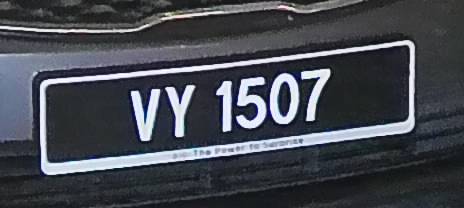 VY 1507
The Power to Surprise